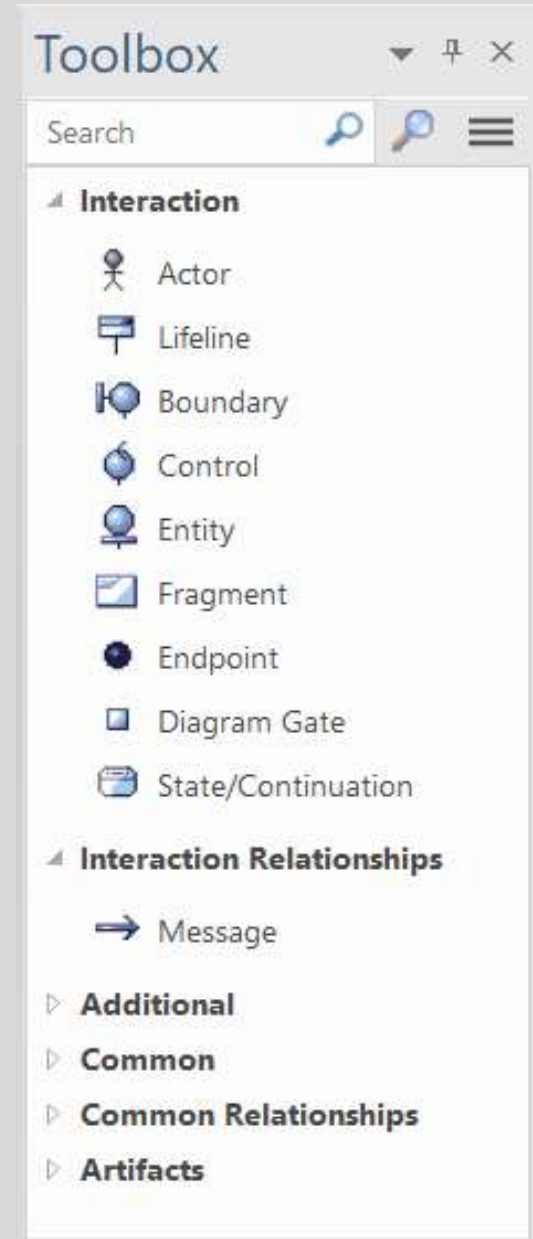 Toolbox
Search
Interaction
Actor
Lifeline
Boundary
Control
Entity
Fragment
Endpoint
Diagram Gate
State/Continuation
Interaction Relationships
Message
Additional
Common
Common Relationships
Artifacts